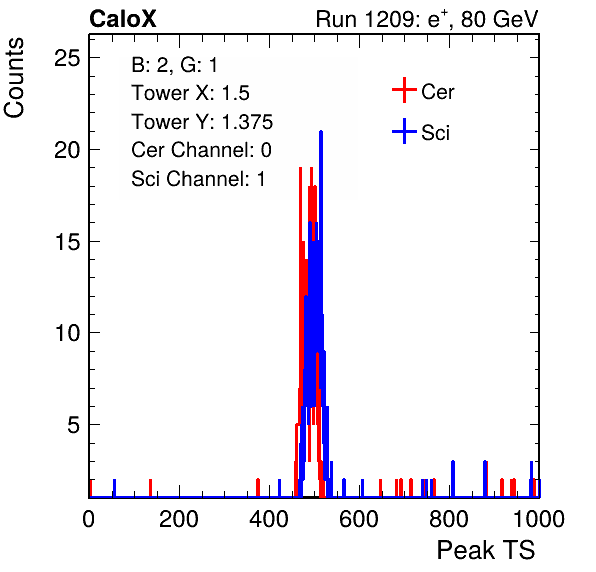 CaloX
Run 1209: e+, 80 GeV
Counts
25
20
15
10
5
B: 2, G: 1
Tower X: 1.5
Tower Y: 1.375
Cer Channel: 0
Sci Channel: 1
Cer
Sci
0 200 400 600 800 1000
Peak TS